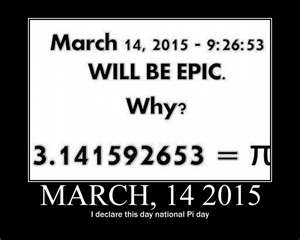 March 14, 2015 - 9:26:53
WILL BE EPIC.
Why?
3.141592653 = π
MARCH, 14 2015
I declare this day national Pi day